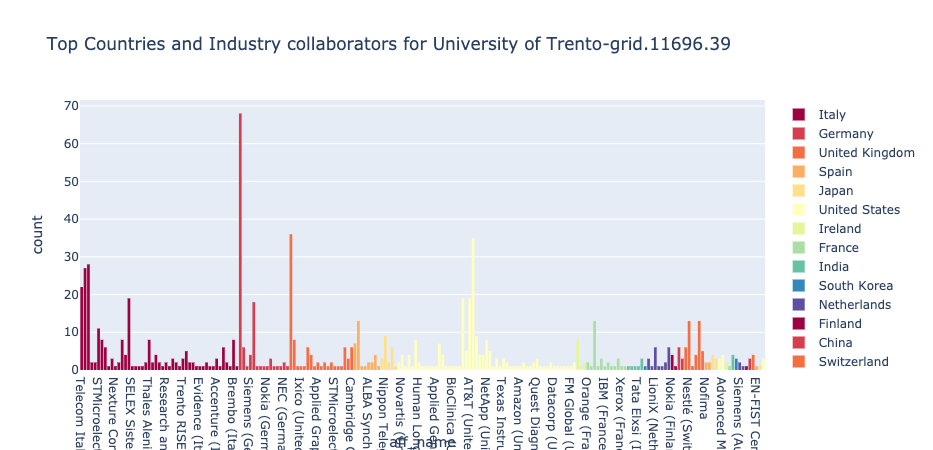 Top Countries and Industry collaborators for University of Trento-grid.11696.39
count
70
60
50
40
30
20
10
0
Telecom Ital
STMicroelect
Nexture Con
SELEX Siste
Thales Aleni
Research an
Trento RISE
Evidence (It
Accenture (I
Brembo (Ita
Siemens (Ge
Nokia (Germ
NEC (Germa
Ixico (Unite
Applied Grap
STMicroelect
Cambridge C
ALBA Synch
Nippon Tele
Novartis (
Human Lon
Applied Gen
BioClinica
AT&T (Unite
NetApp (Uni
Texas Instru
Amazon (Un
Quest Diagn
Datacorp (U
FM Global (U
Orange (Fra
IBM (France
Xerox (Fran
Tata Elxsi (I
LioniX (Neth
Nokia (Finla
Nestlé (Swit
Nofima
Advanced M
Siemens (Au
EN-FIST Cer
aff_name
Italy
Germany
United Kingdom
Spain
Japan
United States
Ireland
France
India
South Korea
Netherlands
Finland
China
Switzerland